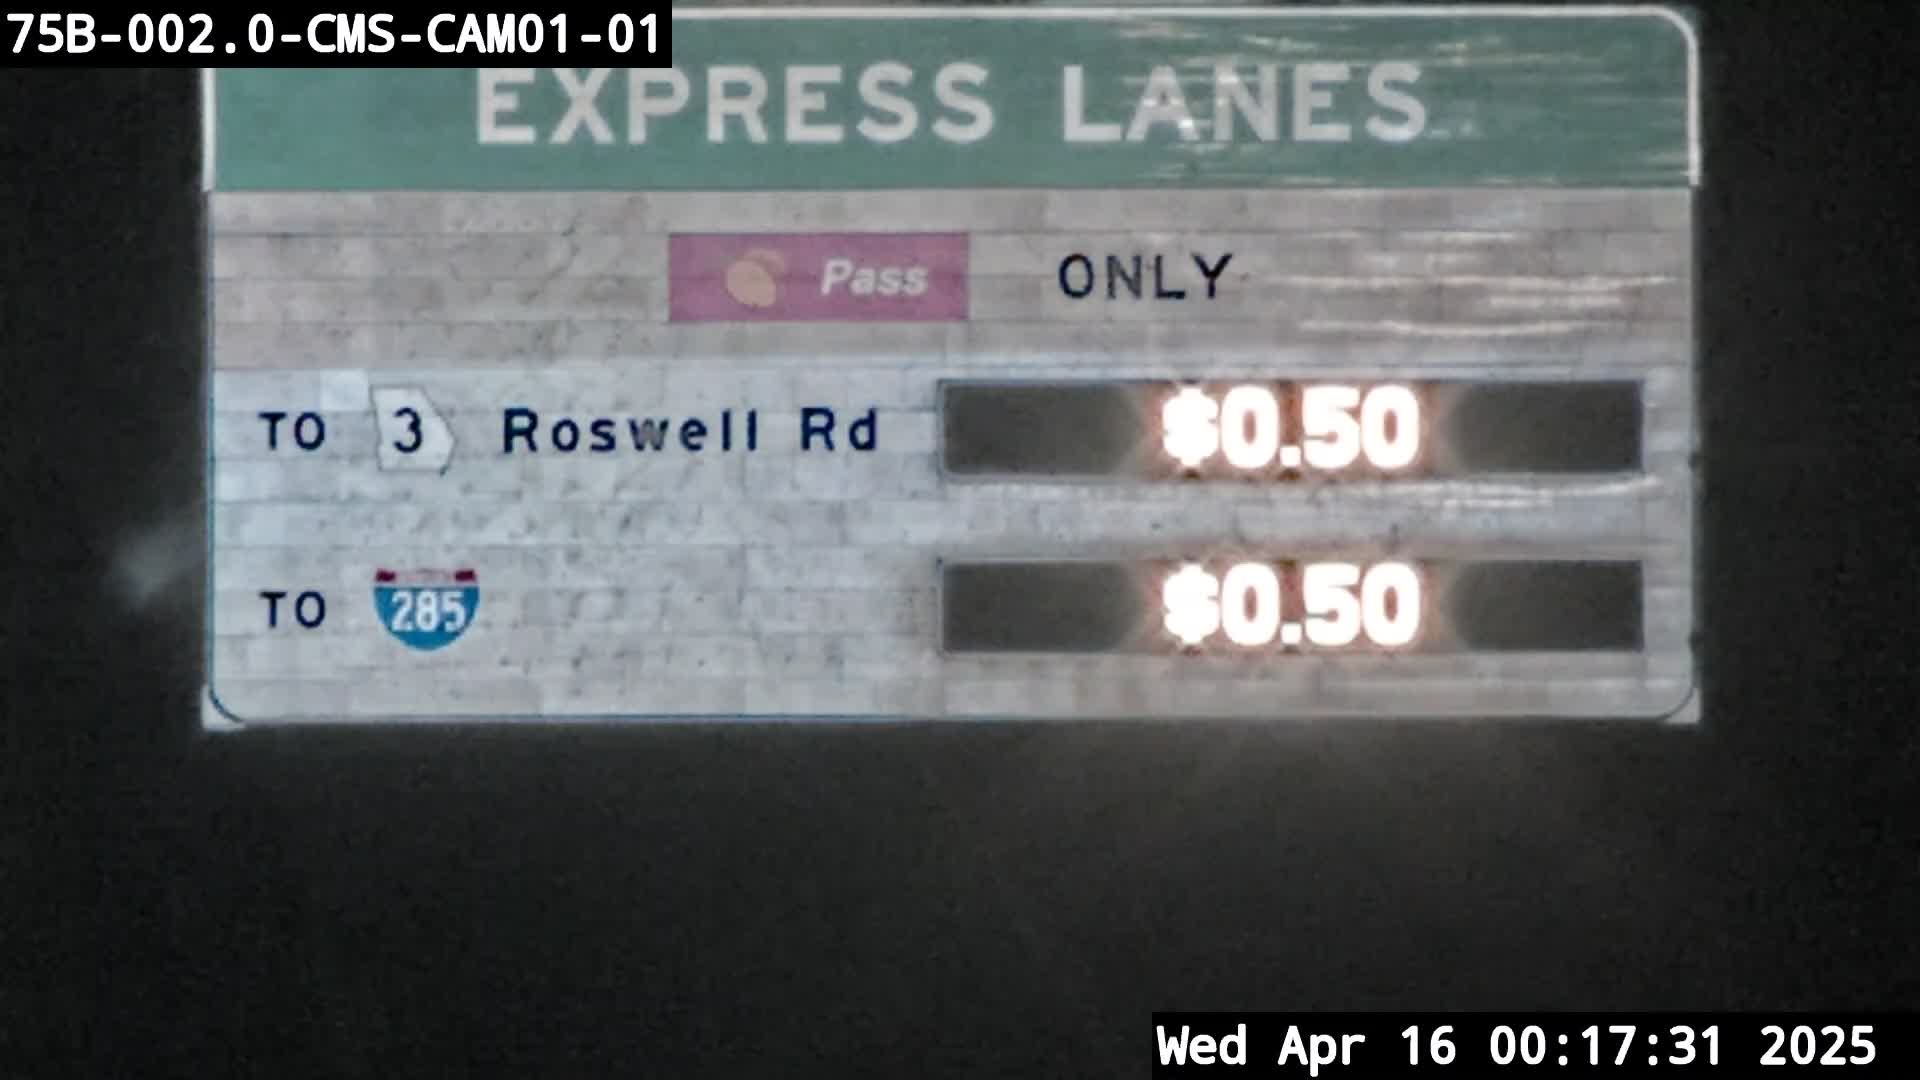 75B-002.0-CMS-CAM01-01
EXPRESS LANES
Pass ONLY
TO 3 Roswell Rd $0.50
TO 285 $0.50
Wed Apr 16 00:17:31 2025